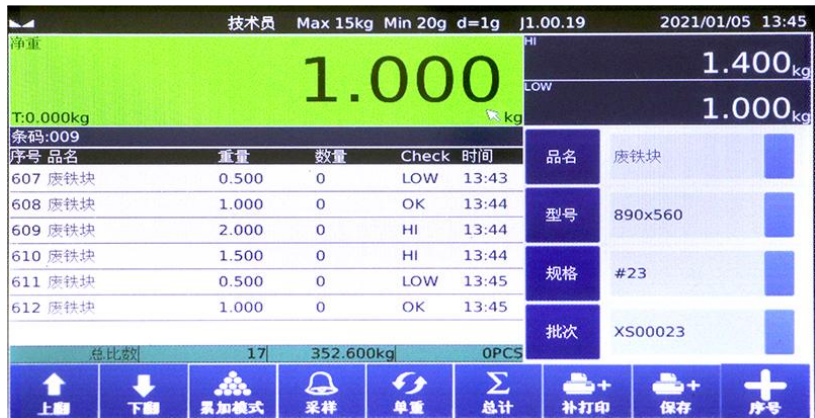 技术员 Max 15kg Min 20g d=1g J1.00.19 2021/01/05 13:45
净重
1.000
T:0.000kg kg
HI
1.400kg
LOW
1.000kg
条码:009
序号 品名 重量 数量 Check 时间
607 废铁块 0.500 0 LOW 13:43
608 废铁块 1.000 0 OK 13:44
609 废铁块 2.000 0 HI 13:44
610 废铁块 1.500 0 HI 13:44
611 废铁块 0.500 0 LOW 13:45
612 废铁块 1.000 0 OK 13:45
总比数 17 352.600kg 0PCS
品名 废铁块
型号 890x560
规格 #23
批次 XS00023
上翻 下翻 累加模式 采样 单重 总计 补打印 保存 序号